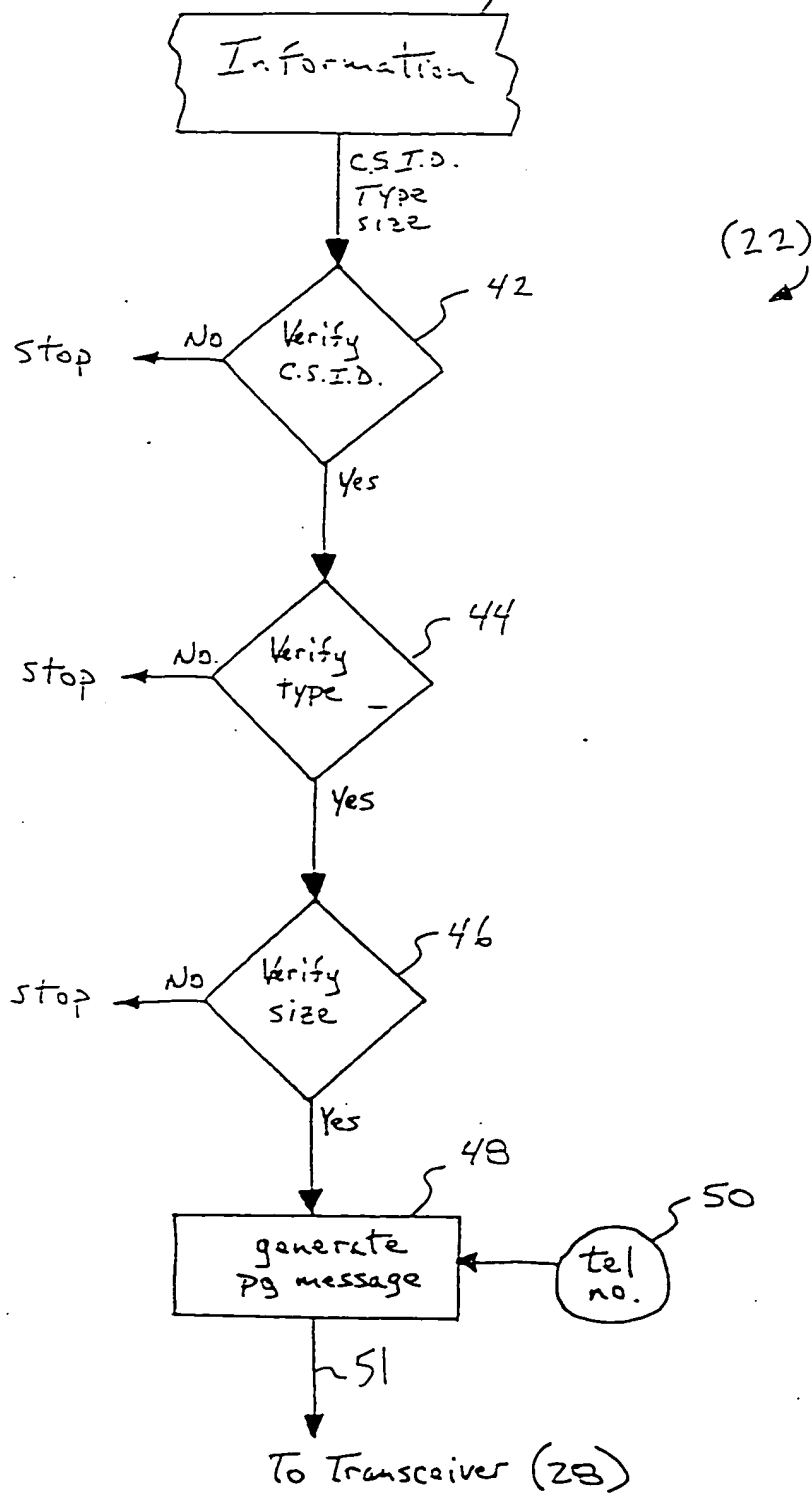 Information
C.S.I.D.
Type
size
(22)
42
Verify
C.S.I.D.
No
Stop
Yes
44
Verify
type
No.
Stop
Yes
46
Verify
size
No
Stop
Yes
48
generate
pg message
50
tel
no.
51
To Transceiver (28)